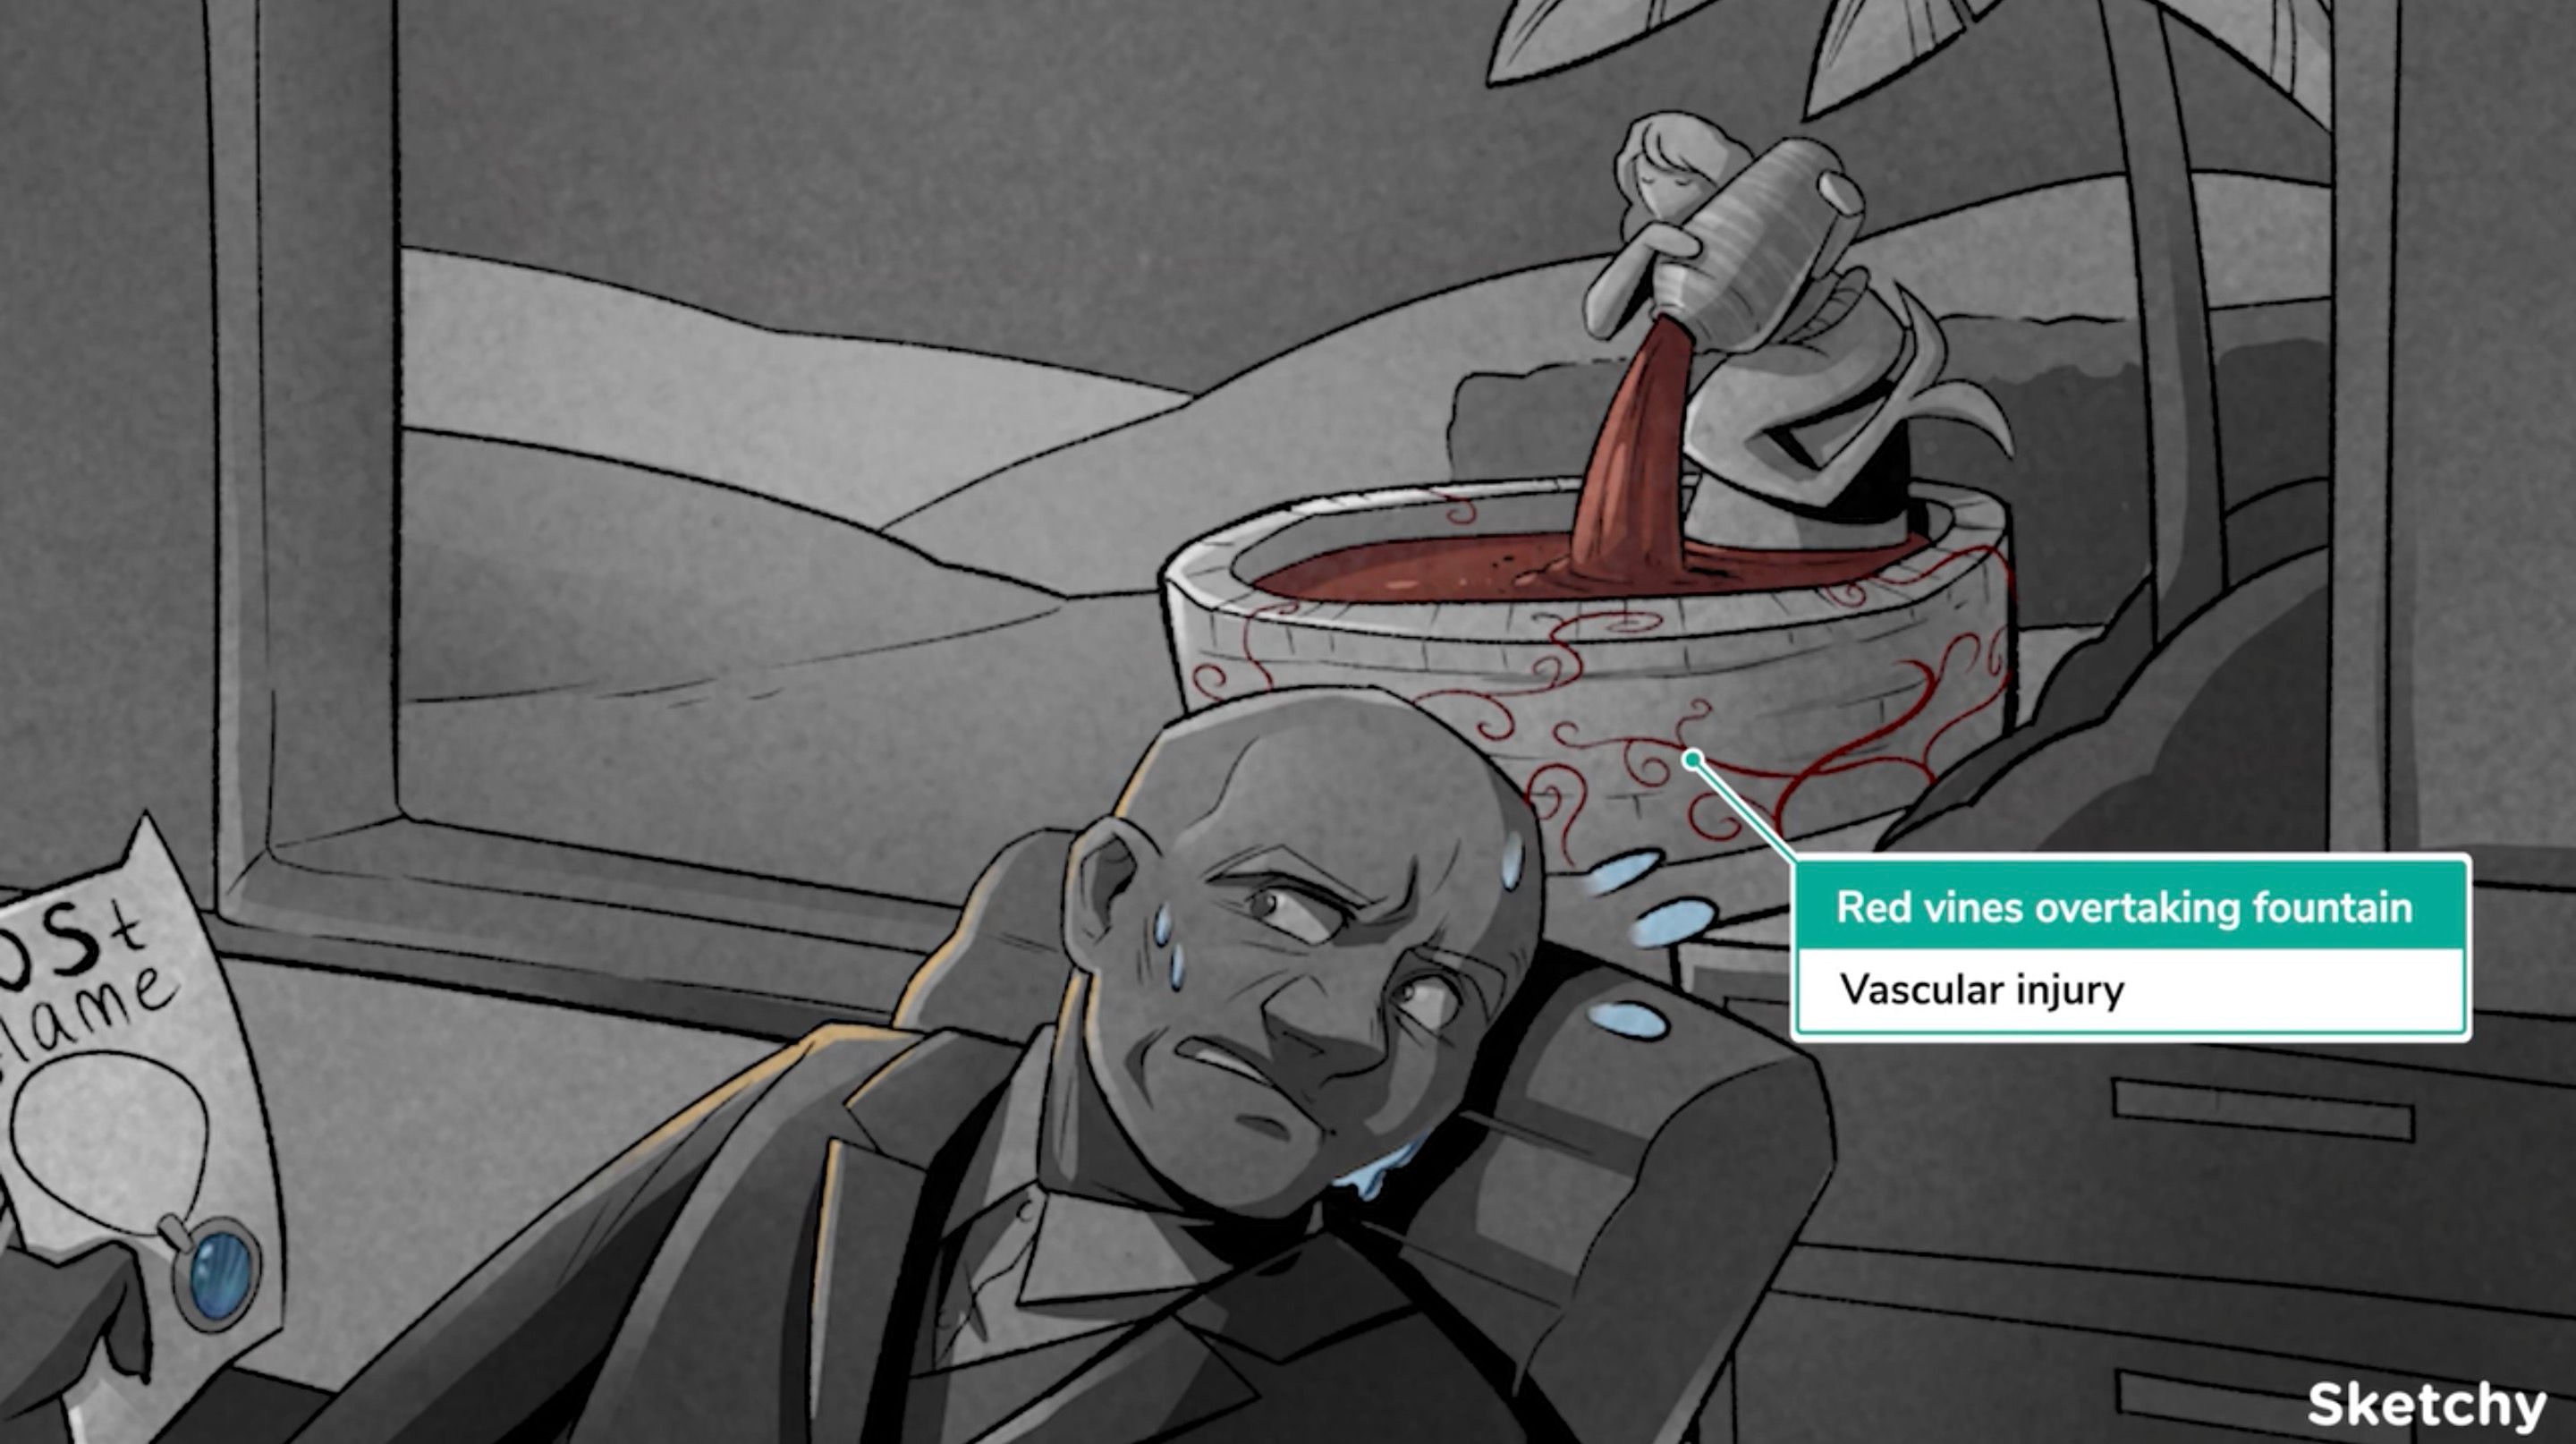 ost
lame
Red vines overtaking fountain
Vascular injury
Sketchy